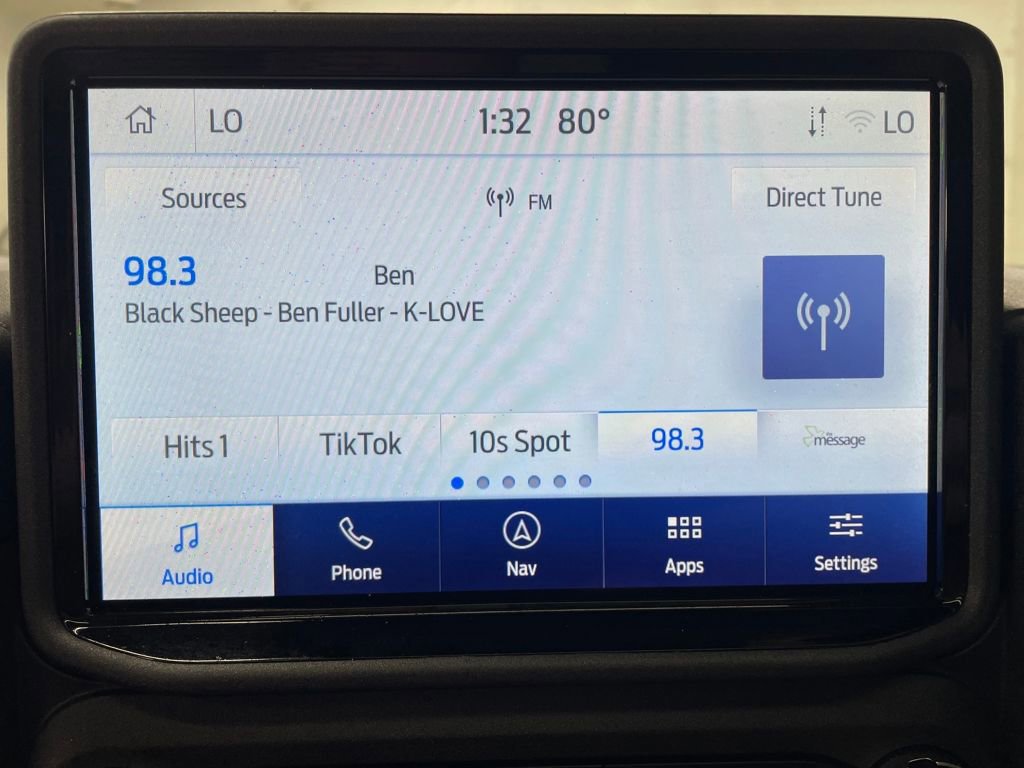 LO 1:32 80° LO
Sources FM Direct Tune
98.3 Ben
Black Sheep - Ben Fuller - K-LOVE
Hits 1 TikTok 10s Spot 98.3 the message
Audio Phone Nav Apps Settings